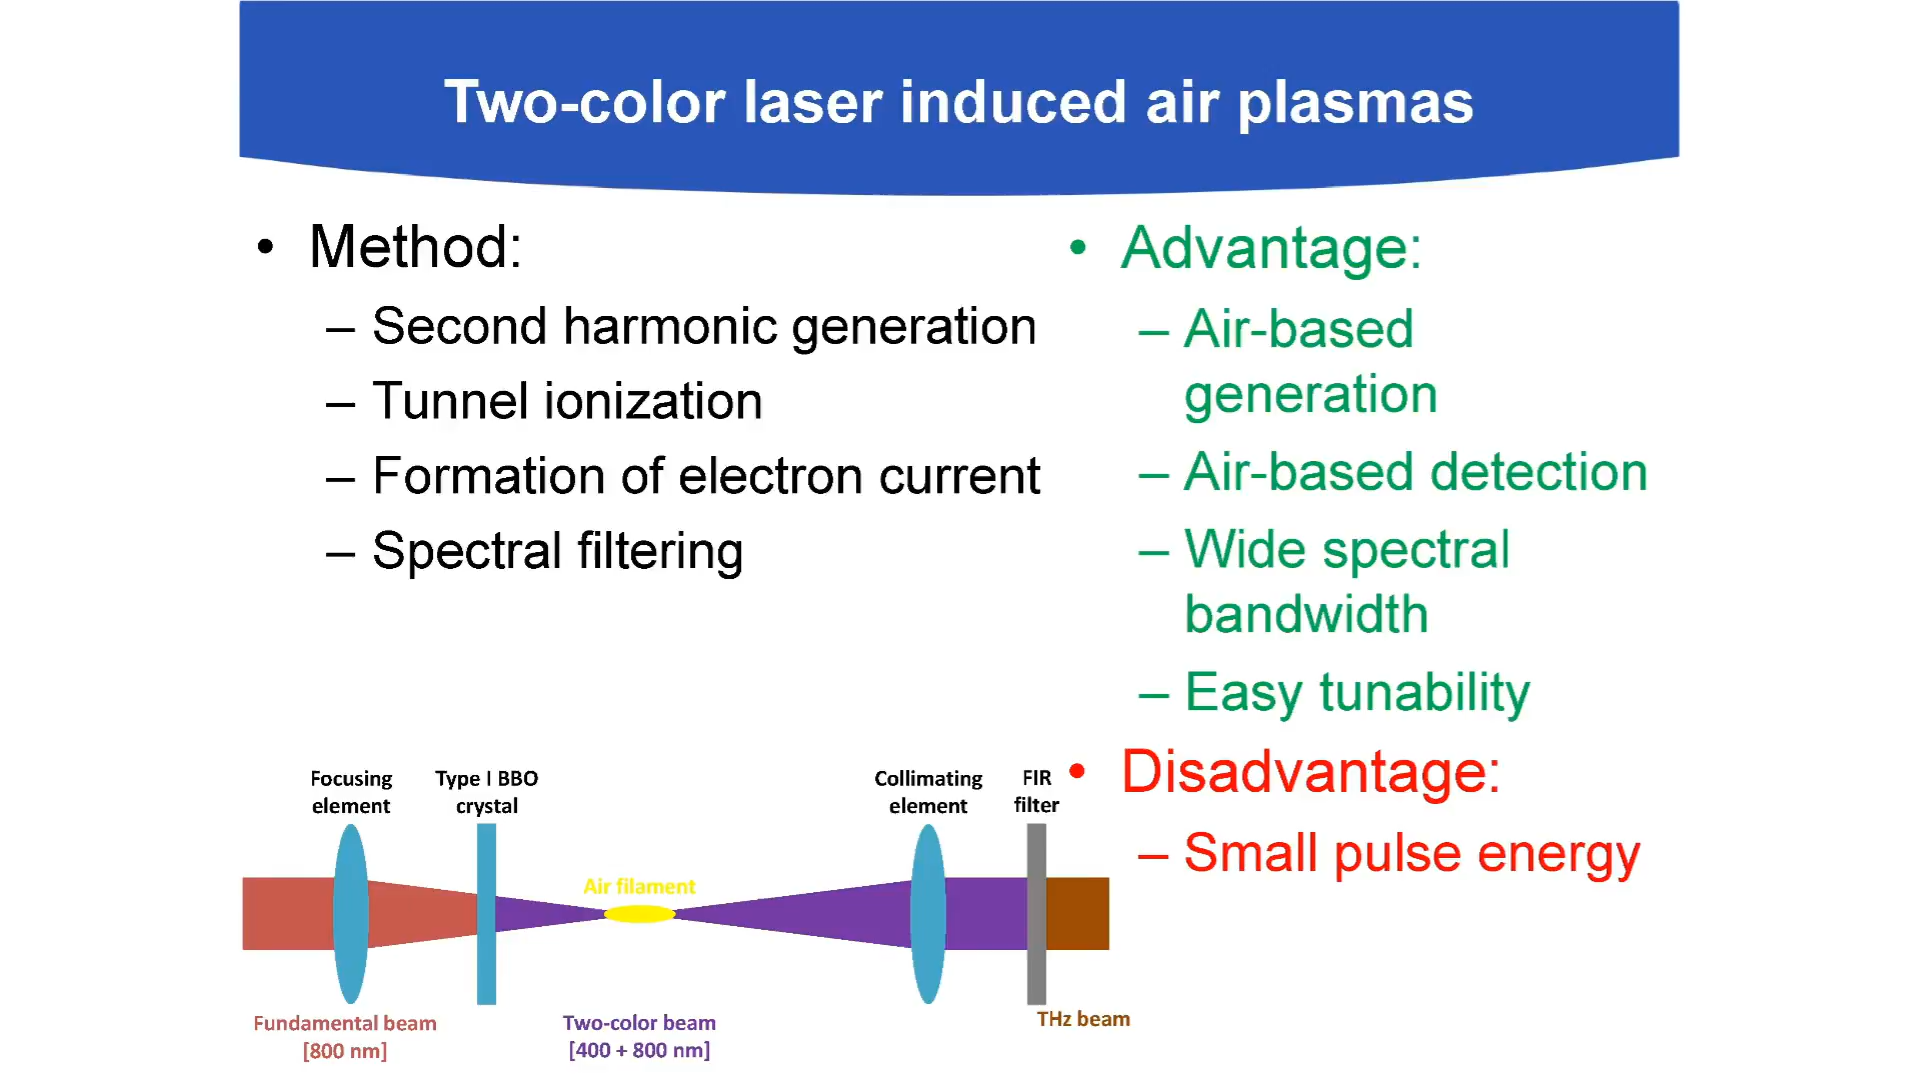 Two-color laser induced air plasmas
• Method:
– Second harmonic generation
– Tunnel ionization
– Formation of electron current
– Spectral filtering
• Advantage:
– Air-based
generation
– Air-based detection
– Wide spectral
bandwidth
– Easy tunability
• Disadvantage:
– Small pulse energy
Focusing
element
Type I BBO
crystal
Air filament
Collimating
element
FIR
filter
Fundamental beam
[800 nm]
Two-color beam
[400 + 800 nm]
THz beam